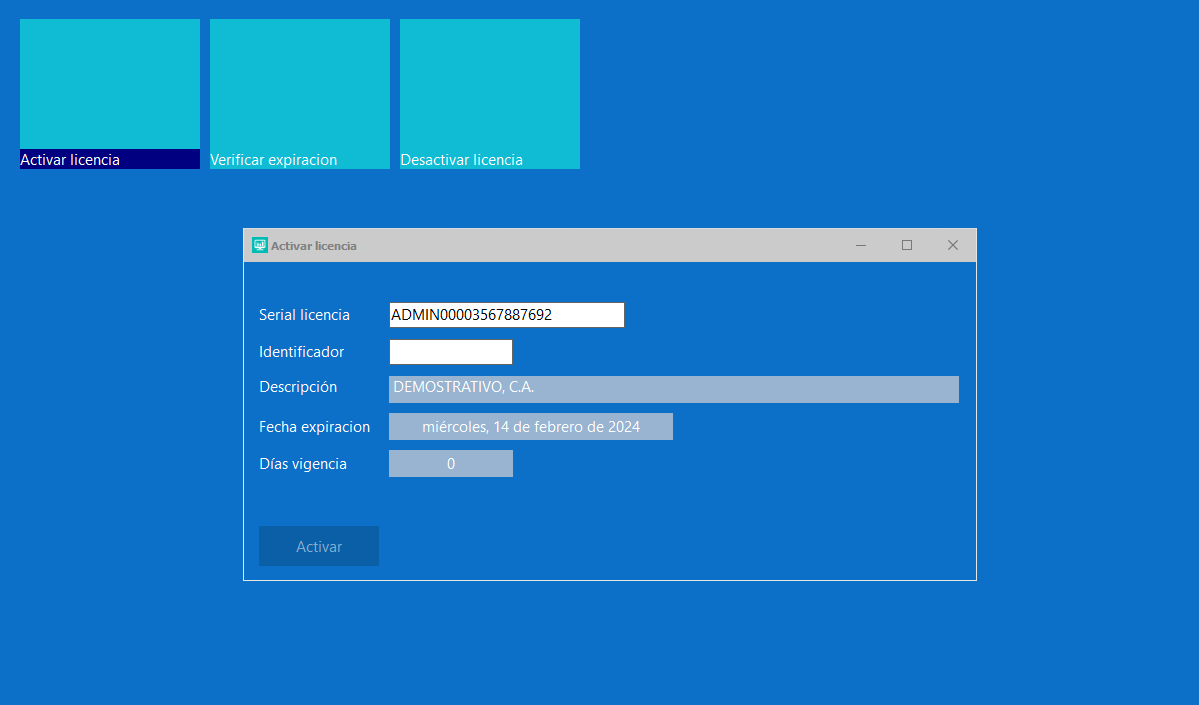 Activar licencia
Verificar expiracion
Desactivar licencia
Activar licencia
Serial licencia ADMIN00003567887692
Identificador
Descripción DEMOSTRATIVO, C.A.
Fecha expiracion miércoles, 14 de febrero de 2024
Días vigencia 0
Activar